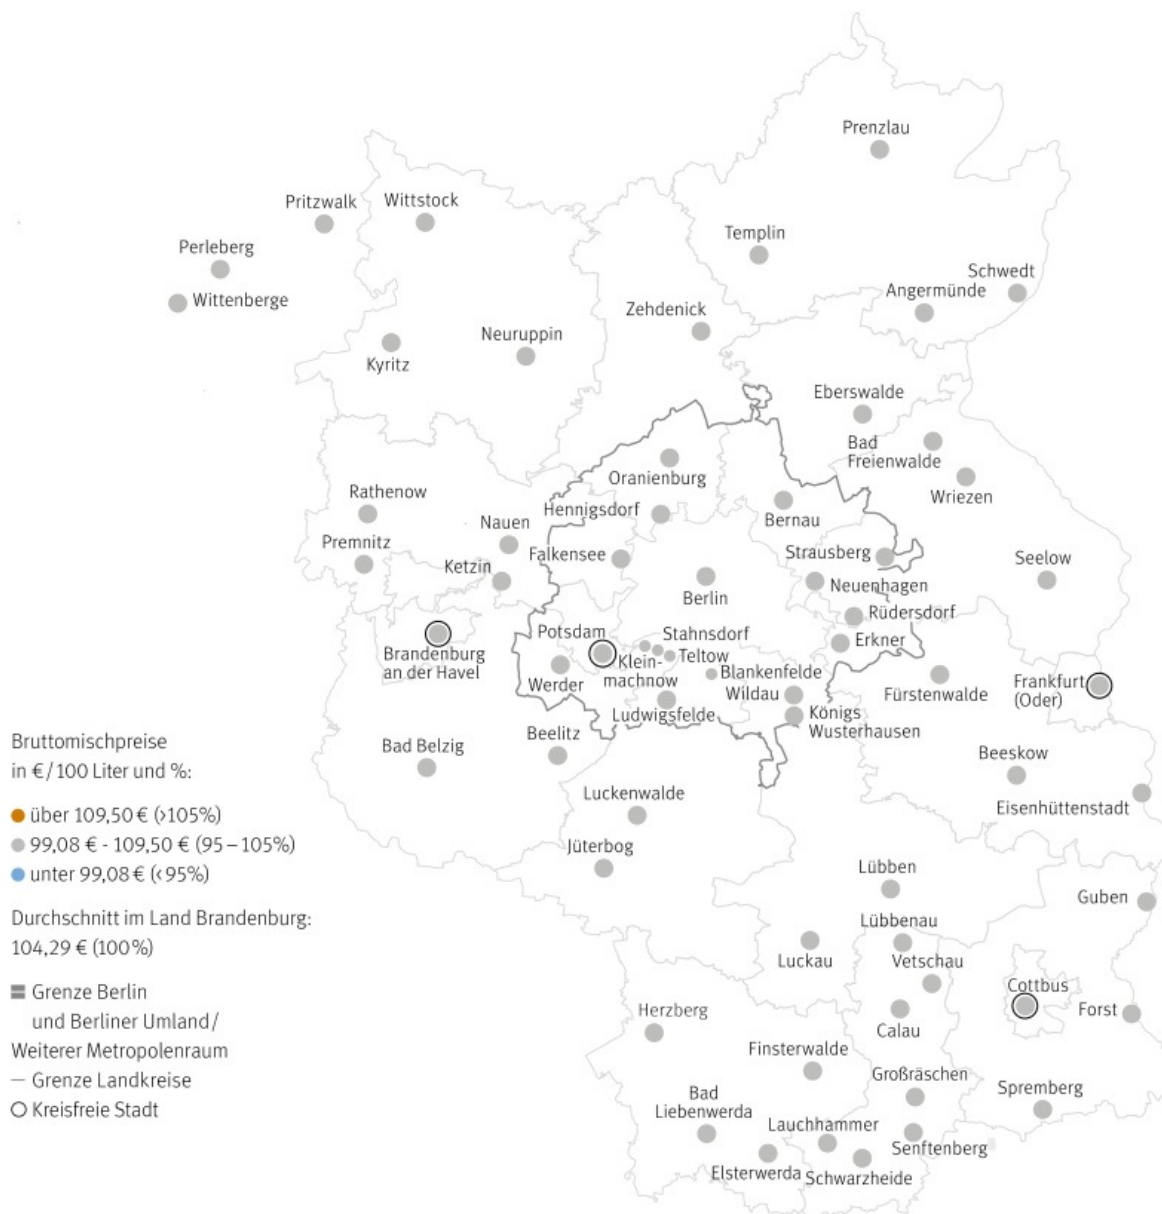 Prenzlau
Pritzwalk
Wittstock
Templin
Perleberg
Schwedt
Angermünde
Wittenberge
Zehdenick
Neuruppin
Kyritz
Eberswalde
Bad
Freienwalde
Oranienburg
Wriezen
Rathenow
Hennigsdorf
Nauen
Bernau
Premnitz
Falkensee
Strausberg
Ketzin
Seelow
Neuenhagen
Berlin
Rüdersdorf
Potsdam
Stahnsdorf
Erkner
Brandenburg
an der Havel
Klein-
machnow
Teltow
Blankenfelde
Werder
Wildau
Fürstenwalde
Frankfurt
(Oder)
Ludwigsfelde
Königs
Wusterhausen
Beelitz
Bad Belzig
Beeskow
Luckenwalde
Eisenhüttenstadt
Jüterbog
Lübben
Guben
Lübbenau
Luckau
Vetschau
Cottbus
Herzberg
Calau
Forst
Finsterwalde
Großräschen
Spremberg
Bad
Liebenwerda
Lauchhammer
Senftenberg
Elsterwerda
Schwarzheide
Bruttomischpreise
in €/100 Liter und %:
über 109,50 € (>105%)
99,08 € - 109,50 € (95–105%)
unter 99,08 € (<95%)
Durchschnitt im Land Brandenburg:
104,29 € (100%)
Grenze Berlin
und Berliner Umland/
Weiterer Metropolenraum
Grenze Landkreise
Kreisfreie Stadt